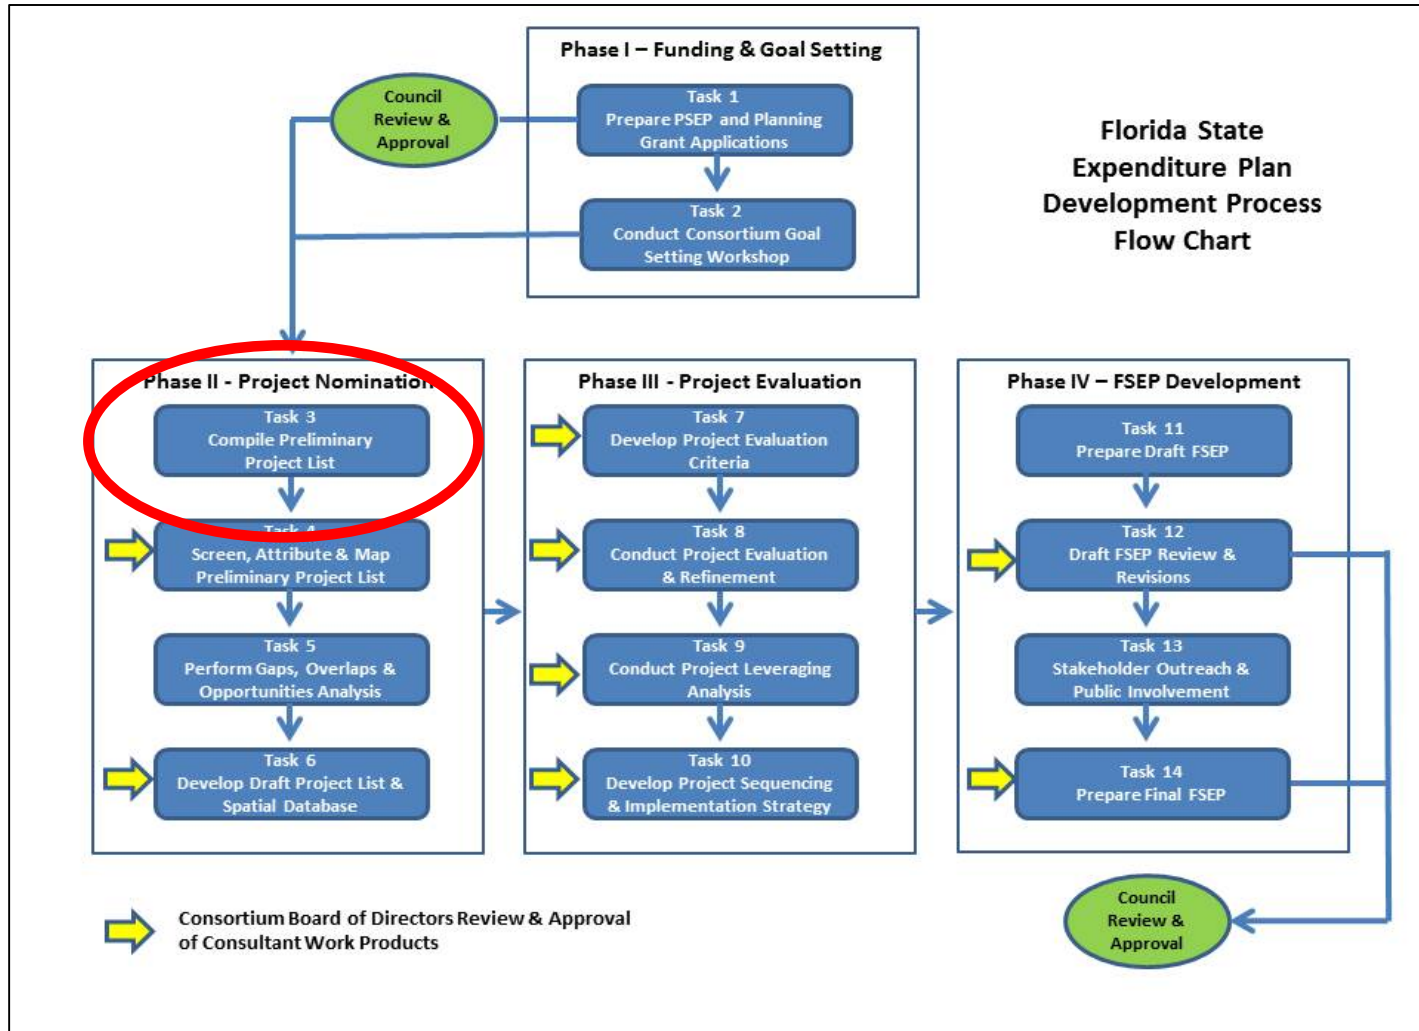 Phase I – Funding & Goal Setting
Council
Review &
Approval
Task 1
Prepare PSEP and Planning
Grant Applications
Task 2
Conduct Consortium Goal
Setting Workshop
Florida State
Expenditure Plan
Development Process
Flow Chart
Phase II - Project Nomination
Task 3
Compile Preliminary
Project List
Task 4
Screen, Attribute & Map
Preliminary Project List
Task 5
Perform Gaps, Overlaps &
Opportunities Analysis
Task 6
Develop Draft Project List &
Spatial Database
Phase III - Project Evaluation
Task 7
Develop Project Evaluation
Criteria
Task 8
Conduct Project Evaluation
& Refinement
Task 9
Conduct Project Leveraging
Analysis
Task 10
Develop Project Sequencing
& Implementation Strategy
Phase IV – FSEP Development
Task 11
Prepare Draft FSEP
Task 12
Draft FSEP Review &
Revisions
Task 13
Stakeholder Outreach &
Public Involvement
Task 14
Prepare Final FSEP
Consortium Board of Directors Review & Approval
of Consultant Work Products
Council
Review &
Approval